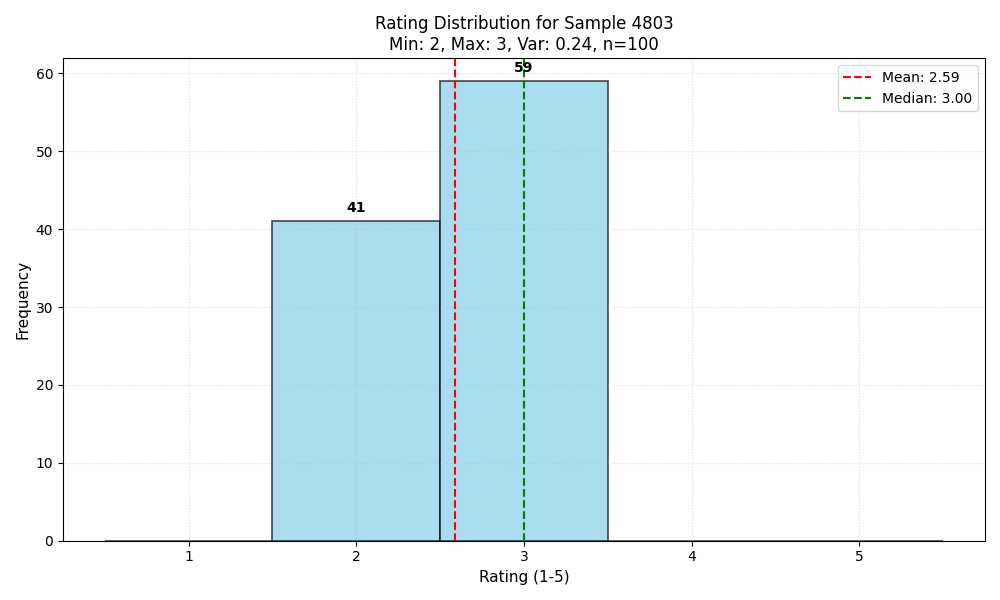 Rating Distribution for Sample 4803
Min: 2, Max: 3, Var: 0.24, n=100
Mean: 2.59
Median: 3.00
59
41
60
50
40
30
20
10
0
Frequency
1 2 3 4 5
Rating (1-5)